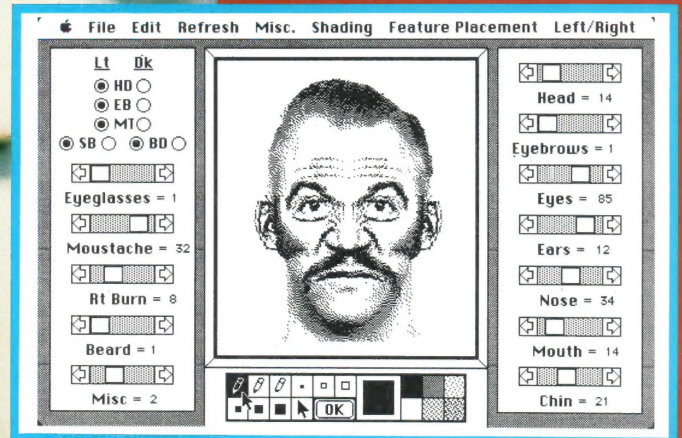 File Edit Refresh Misc. Shading Feature Placement Left/Right
Lt Dk
HD
EB
MT
SB BD
Eyeglasses = 1
Moustache = 32
Rt Burn = 8
Beard = 1
Misc = 2
OK
Head = 14
Eyebrows = 1
Eyes = 85
Ears = 12
Nose = 34
Mouth = 14
Chin = 21